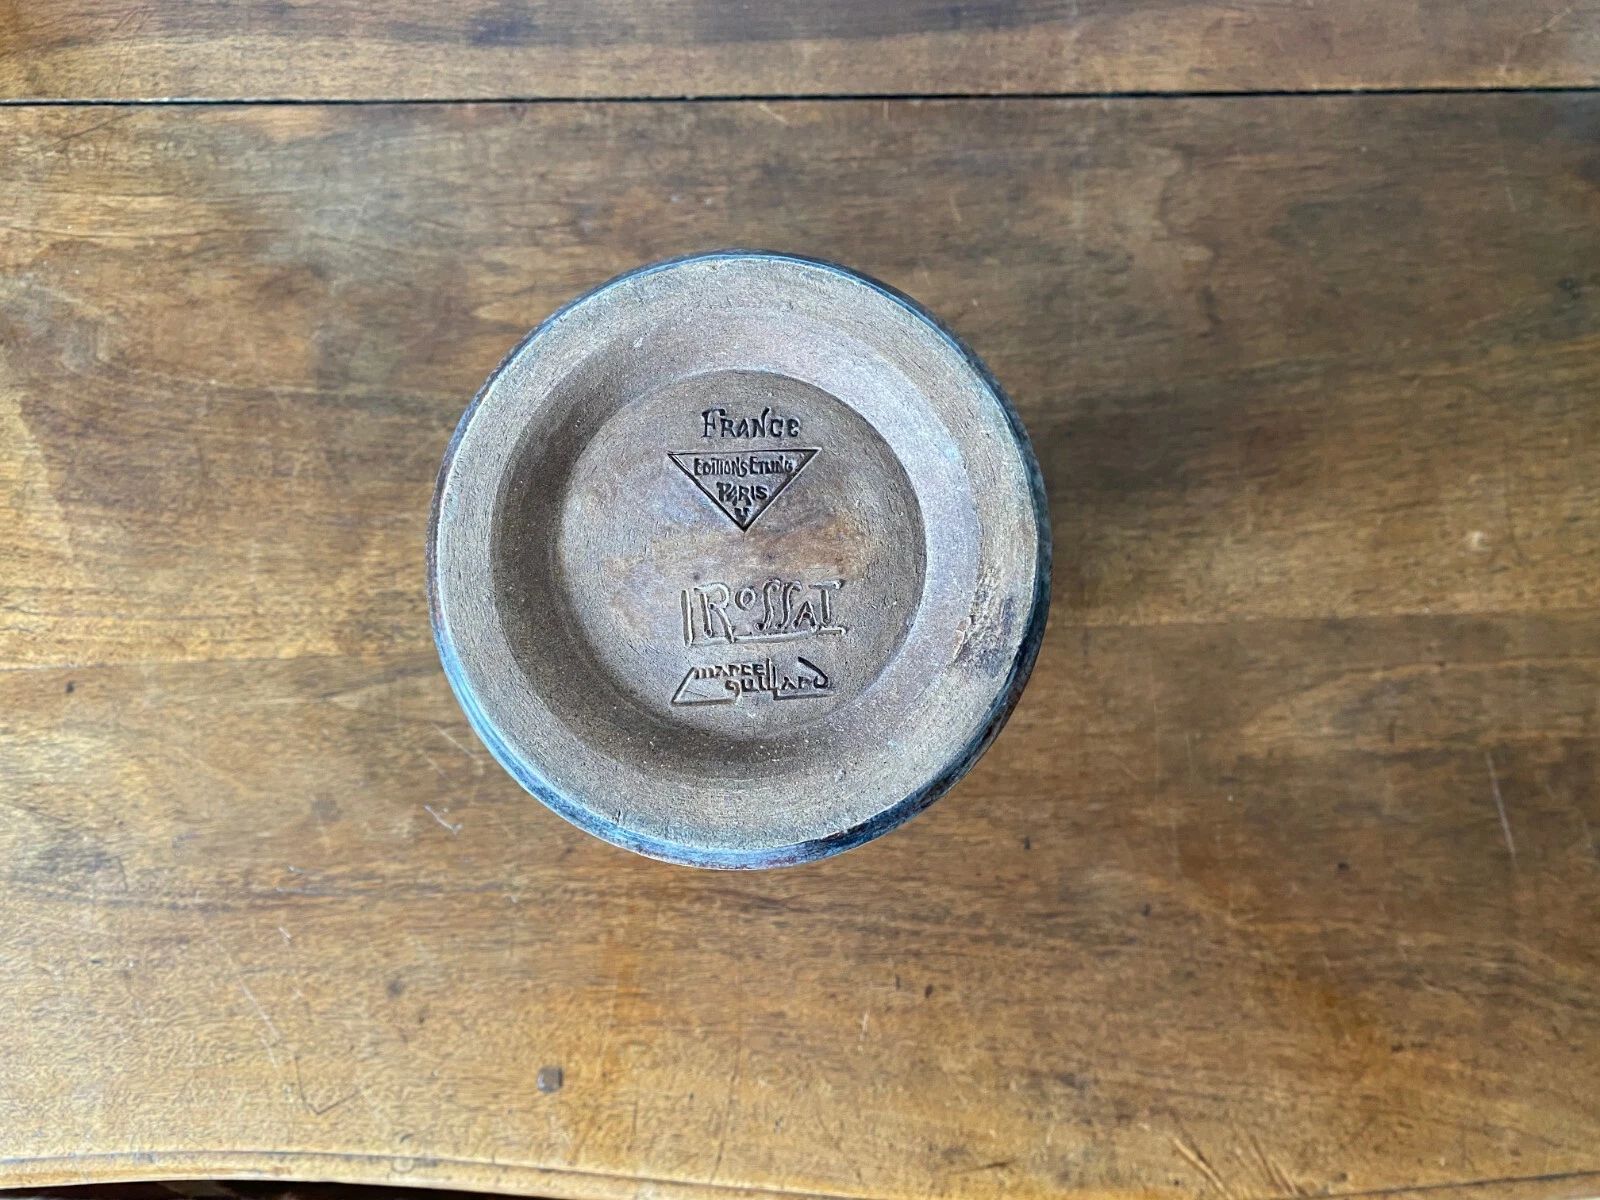 FRANCE
EDITIONS ETLING
PARIS
ROSSAT
MARCEL
GUILLARD